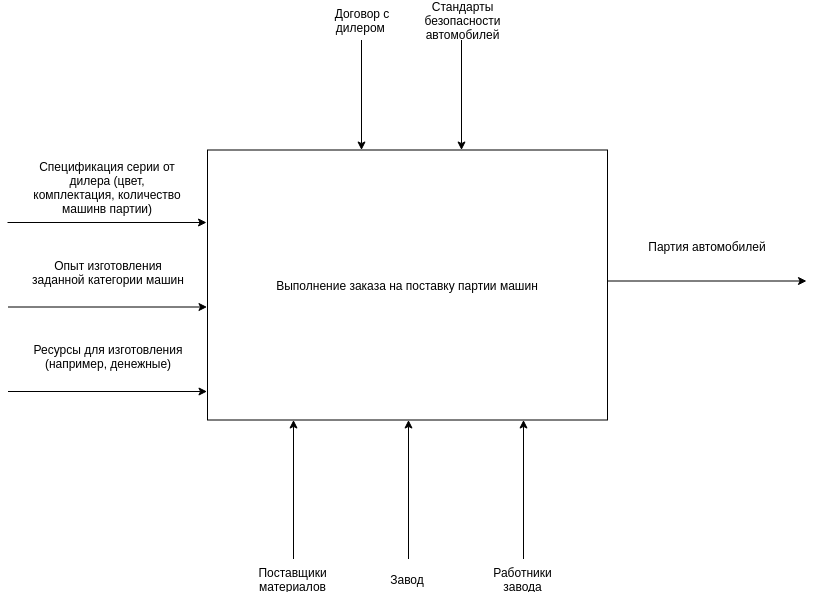 Договор с
дилером
Стандарты
безопасности
автомобилей
Спецификация серии от
дилера (цвет,
комплектация, количество
машинв партии)
Опыт изготовления
заданной категории машин
Ресурсы для изготовления
(например, денежные)
Выполнение заказа на поставку партии машин
Партия автомобилей
Поставщики
материалов
Завод
Работники
завода